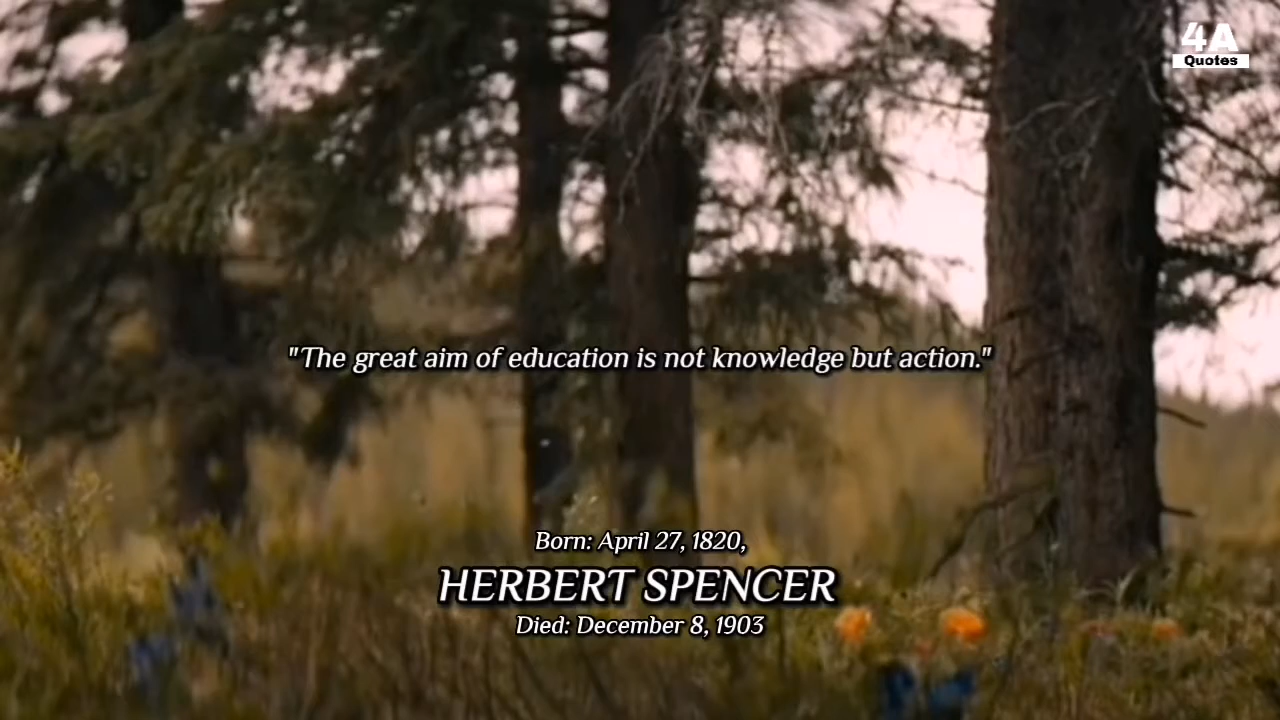 4A
Quotes
"The great aim of education is not knowledge but action."
Born: April 27, 1820,
HERBERT SPENCER
Died: December 8, 1903